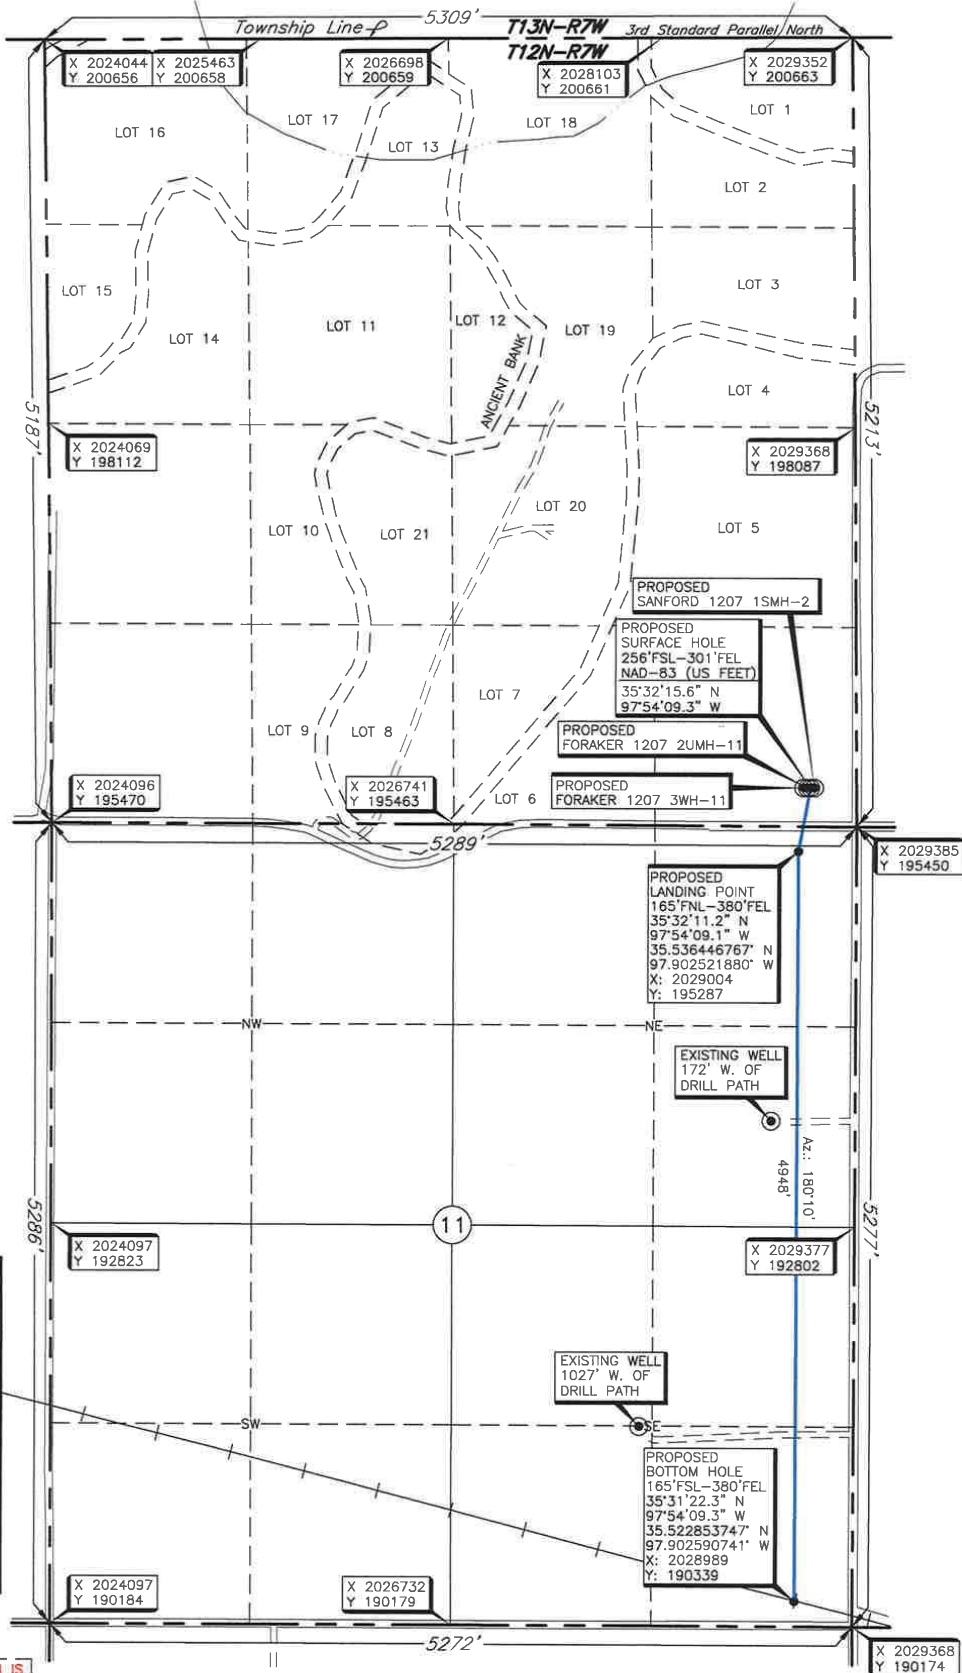 5309'
Township Line
T13N-R7W
3rd Standard Parallel North
T12N-R7W
X 2024044
Y 200656
X 2025463
Y 200658
X 2026698
Y 200659
X 2028103
Y 200661
X 2029352
Y 200663
LOT 1
LOT 16
LOT 17
LOT 13
LOT 18
LOT 2
LOT 15
LOT 3
LOT 14
LOT 11
LOT 12
LOT 19
ANCIENT BANK
LOT 4
5187'
5213'
X 2024069
Y 198112
X 2029368
Y 198087
LOT 10
LOT 21
LOT 20
LOT 5
PROPOSED
SANFORD 1207 1SMH-2
PROPOSED
SURFACE HOLE
256'FSL-301'FEL
NAD-83 (US FEET)
35°32'15.6" N
97°54'09.3" W
LOT 7
LOT 9
LOT 8
PROPOSED
FORAKER 1207 2UMH-11
PROPOSED
FORAKER 1207 3WH-11
LOT 6
X 2024096
Y 195470
X 2026741
Y 195463
5289'
X 2029385
Y 195450
PROPOSED
LANDING POINT
165'FNL-380'FEL
35°32'11.2" N
97°54'09.1" W
35.536446767° N
97.902521880° W
X: 2029004
Y: 195287
NW
NE
EXISTING WELL
172' W. OF
DRILL PATH
Az.: 180°10'
4948'
5286'
5277'
11
X 2024097
Y 192823
X 2029377
Y 192802
EXISTING WELL
1027' W. OF
DRILL PATH
SW
SE
PROPOSED
BOTTOM HOLE
165'FSL-380'FEL
35°31'22.3" N
97°54'09.3" W
35.522853747° N
97.902590741° W
X: 2028989
Y: 190339
X 2024097
Y 190184
X 2026732
Y 190179
5272'
X 2029368
Y 190174
IS